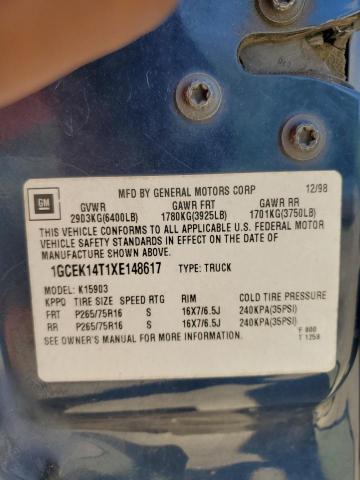 MFD BY GENERAL MOTORS CORP 12/98
GM
GVWR GAWR FRT GAWR RR
2903KG(6400LB) 1780KG(3925LB) 1701KG(3750LB)
THIS VEHICLE CONFORMS TO ALL APPLICABLE U.S. FEDERAL MOTOR
VEHICLE SAFETY STANDARDS IN EFFECT ON THE DATE OF
MANUFACTURE SHOWN ABOVE.
1GCEK14T1XE148617 TYPE: TRUCK
MODEL: K15903
KPPD TIRE SIZE SPEED RTG RIM COLD TIRE PRESSURE
FRT P265/75R16 S 16X7/6.5J 240KPA(35PSI)
RR P265/75R16 S 16X7/6.5J 240KPA(35PSI)
SEE OWNER'S MANUAL FOR MORE INFORMATION.
F 800
T 1258